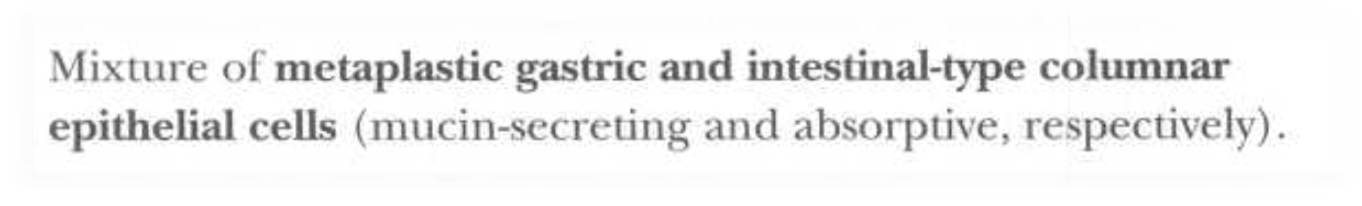 Mixture of metaplastic gastric and intestinal-type columnar
epithelial cells (mucin-secreting and absorptive, respectively).